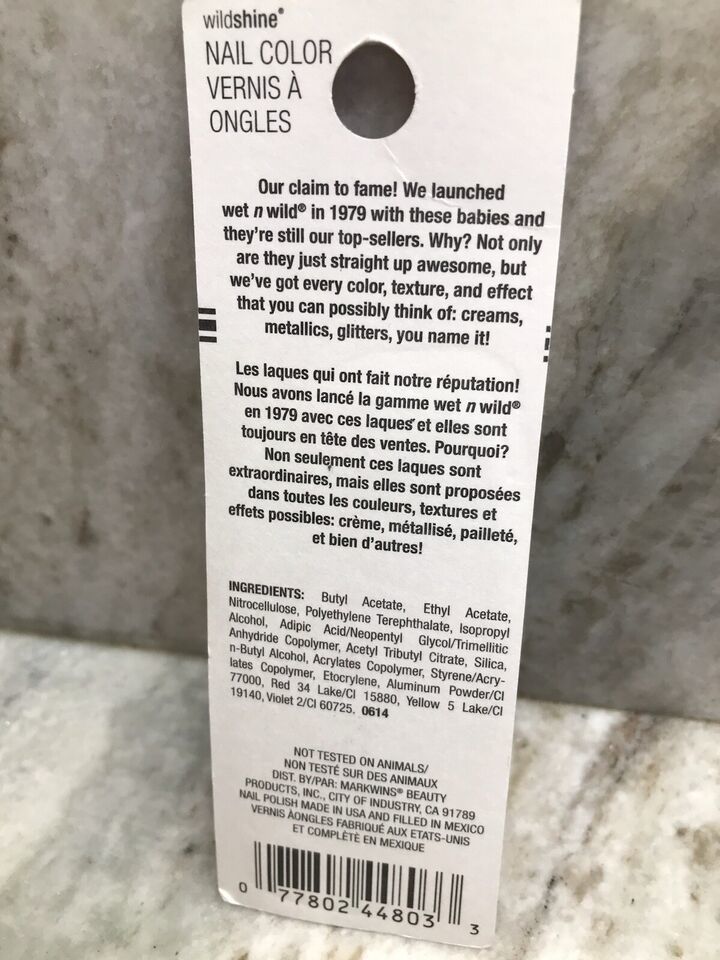 wildshine®
NAIL COLOR
VERNIS À
ONGLES
Our claim to fame! We launched
wet n wild® in 1979 with these babies and
they're still our top-sellers. Why? Not only
are they just straight up awesome, but
we've got every color, texture, and effect
that you can possibly think of: creams,
metallics, glitters, you name it!
Les laques qui ont fait notre réputation!
Nous avons lancé la gamme wet n wild®
en 1979 avec ces laques et elles sont
toujours en tête des ventes. Pourquoi?
Non seulement ces laques sont
extraordinaires, mais elles sont proposées
dans toutes les couleurs, textures et
effets possibles: crème, métallisé, pailleté,
et bien d'autres!
INGREDIENTS: Butyl Acetate, Ethyl Acetate,
Nitrocellulose, Polyethylene Terephthalate, Isopropyl
Alcohol, Adipic Acid/Neopentyl Glycol/Trimellitic
Anhydride Copolymer, Acetyl Tributyl Citrate, Silica,
n-Butyl Alcohol, Acrylates Copolymer, Styrene/Acry-
lates Copolymer, Etocrylene, Aluminum Powder/CI
77000, Red 34 Lake/CI 15880, Yellow 5 Lake/CI
19140, Violet 2/CI 60725. 0614
NOT TESTED ON ANIMALS/
NON TESTÉ SUR DES ANIMAUX
DIST. BY/PAR: MARKWINS® BEAUTY
PRODUCTS, INC., CITY OF INDUSTRY, CA 91789
NAIL POLISH MADE IN USA AND FILLED IN MEXICO
VERNIS ÀONGLES FABRIQUÉ AUX ETATS-UNIS
ET COMPLÈTÉ EN MEXIQUE
0 77802 44803 3